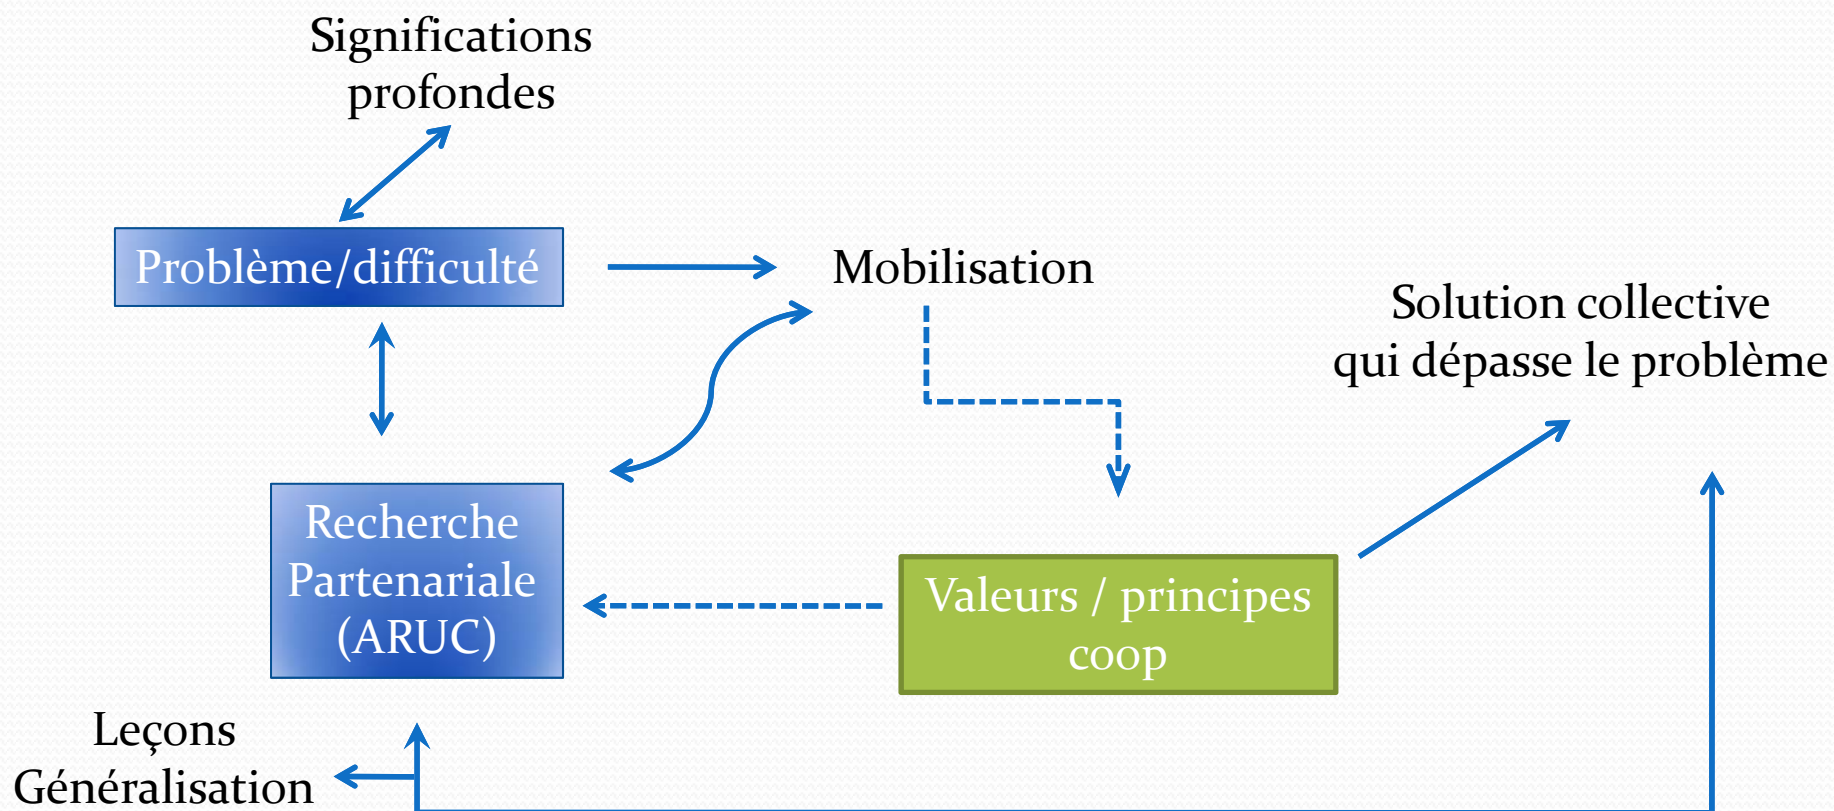 Significations
profondes
Problème/difficulté
Mobilisation
Solution collective
qui dépasse le problème
Recherche
Partenariale
(ARUC)
Valeurs / principes
coop
Leçons
Généralisation